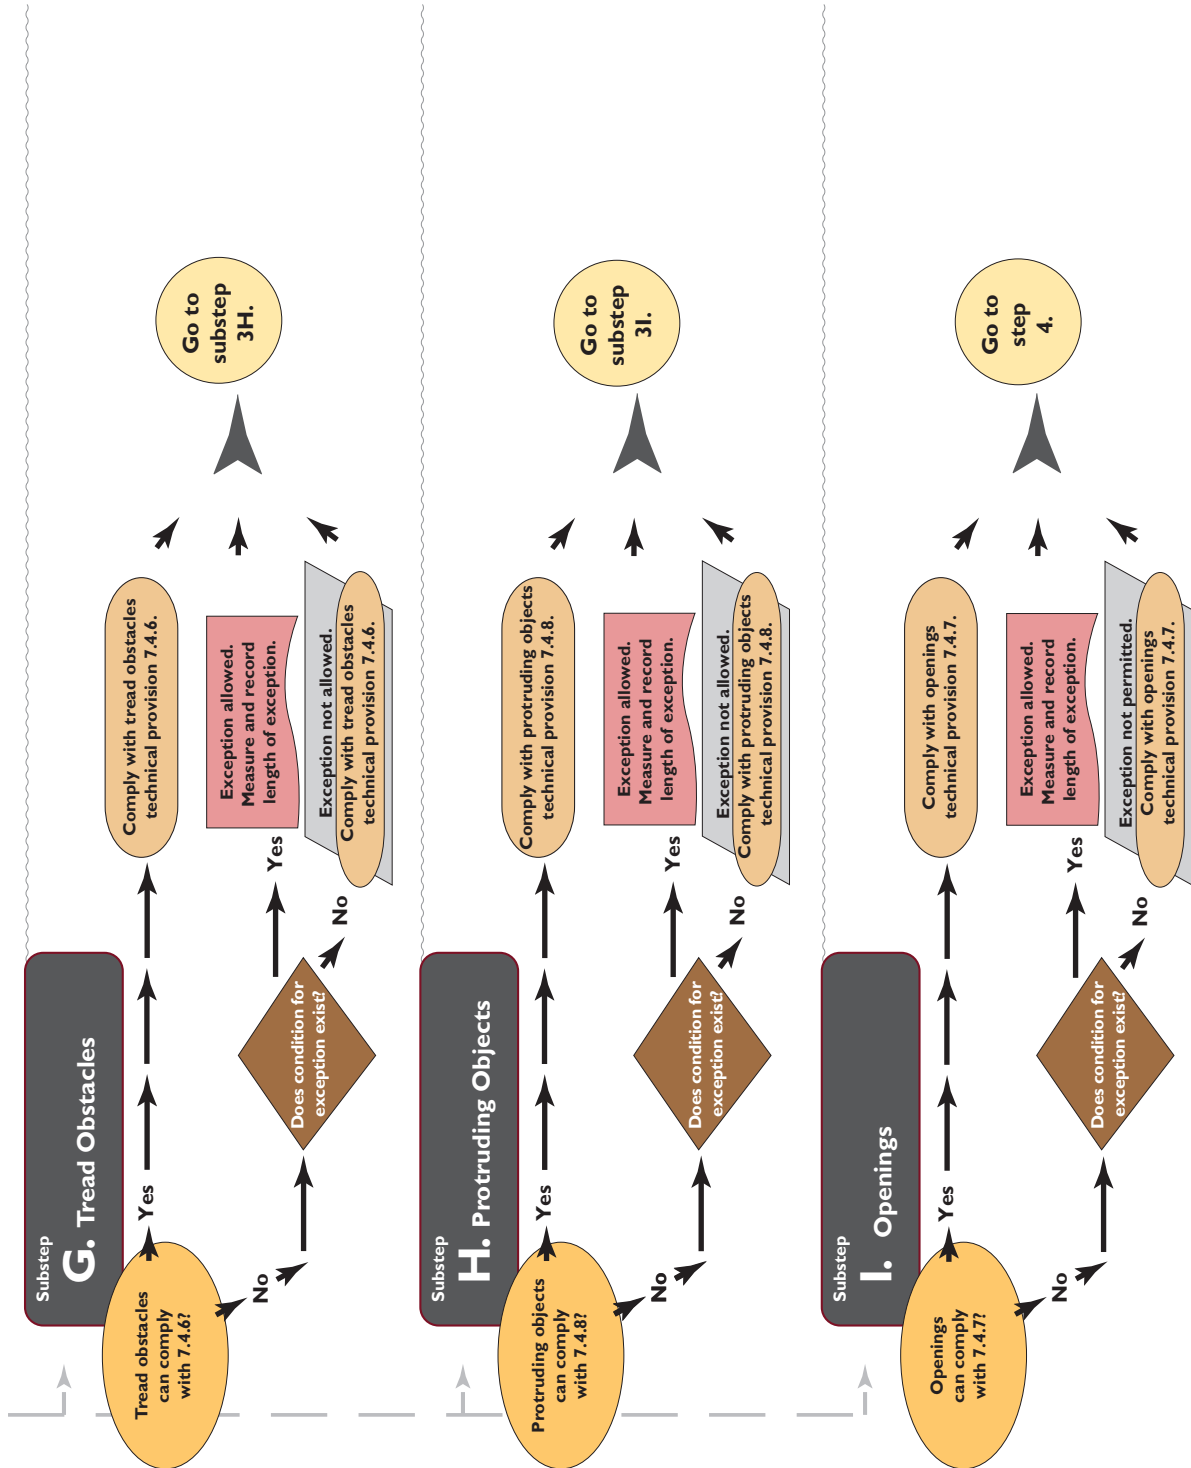 Substep
G. Tread Obstacles
Tread obstacles
can comply
with 7.4.6?
Yes
No
Does condition for
exception exist?
Yes
No
Comply with tread obstacles
technical provision 7.4.6.
Exception allowed.
Measure and record
length of exception.
Exception not allowed.
Comply with tread obstacles
technical provision 7.4.6.
Go to
substep
3H.
Substep
H. Protruding Objects
Protruding objects
can comply
with 7.4.8?
Yes
No
Does condition for
exception exist?
Yes
No
Comply with protruding objects
technical provision 7.4.8.
Exception allowed.
Measure and record
length of exception.
Exception not allowed.
Comply with protruding objects
technical provision 7.4.8.
Go to
substep
3I.
Substep
I. Openings
Openings
can comply
with 7.4.7?
Yes
No
Does condition for
exception exist?
Yes
No
Comply with openings
technical provision 7.4.7.
Exception allowed.
Measure and record
length of exception.
Exception not permitted.
Comply with openings
technical provision 7.4.7.
Go to
step
4.